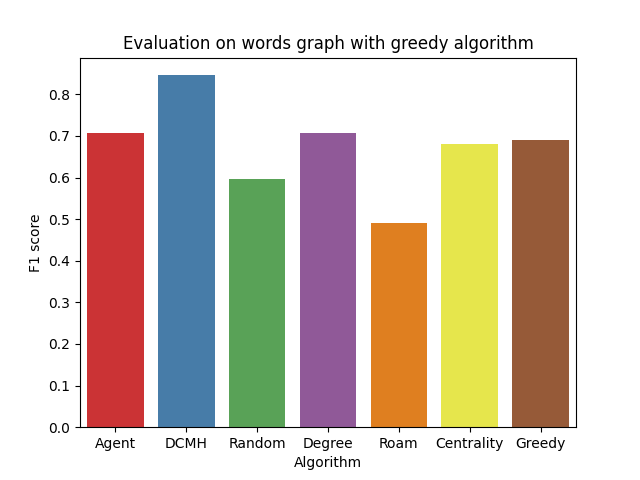 Evaluation on words graph with greedy algorithm
F1 score
0.8
0.7
0.6
0.5
0.4
0.3
0.2
0.1
0.0
Agent DCMH Random Degree Roam Centrality Greedy
Algorithm